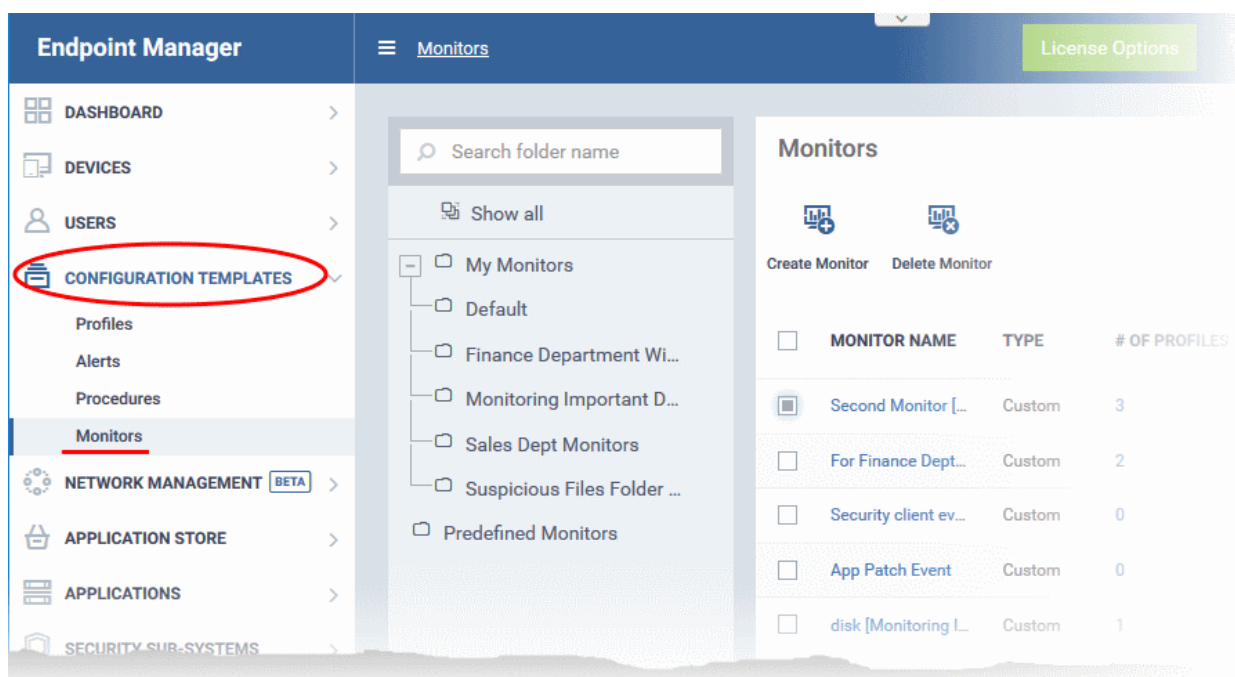 Endpoint Manager
Monitors
License Options
DASHBOARD
DEVICES
USERS
CONFIGURATION TEMPLATES
Profiles
Alerts
Procedures
Monitors
NETWORK MANAGEMENT BETA
APPLICATION STORE
APPLICATIONS
SECURITY SUB-SYSTEMS
Search folder name
Show all
My Monitors
Default
Finance Department Wi...
Monitoring Important D...
Sales Dept Monitors
Suspicious Files Folder ...
Predefined Monitors
Monitors
Create Monitor Delete Monitor
MONITOR NAME TYPE # OF PROFILES
Second Monitor [... Custom 3
For Finance Dept... Custom 2
Security client ev... Custom 0
App Patch Event Custom 0
disk [Monitoring I... Custom 1